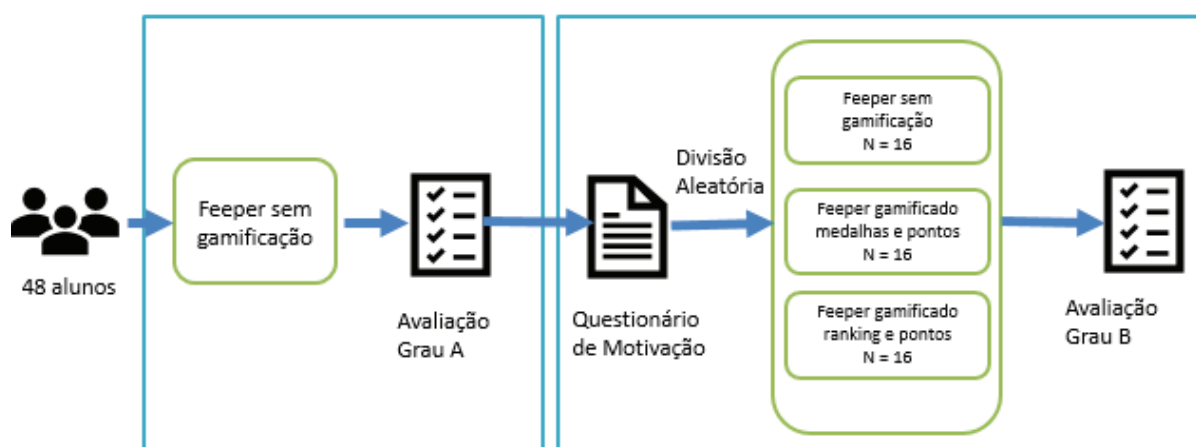 48 alunos
Feeper sem
gamificação
Avaliação
Grau A
Questionário
de Motivação
Divisão
Aleatória
Feeper sem
gamificação
N = 16
Feeper gamificado
medalhas e pontos
N = 16
Feeper gamificado
ranking e pontos
N = 16
Avaliação
Grau B